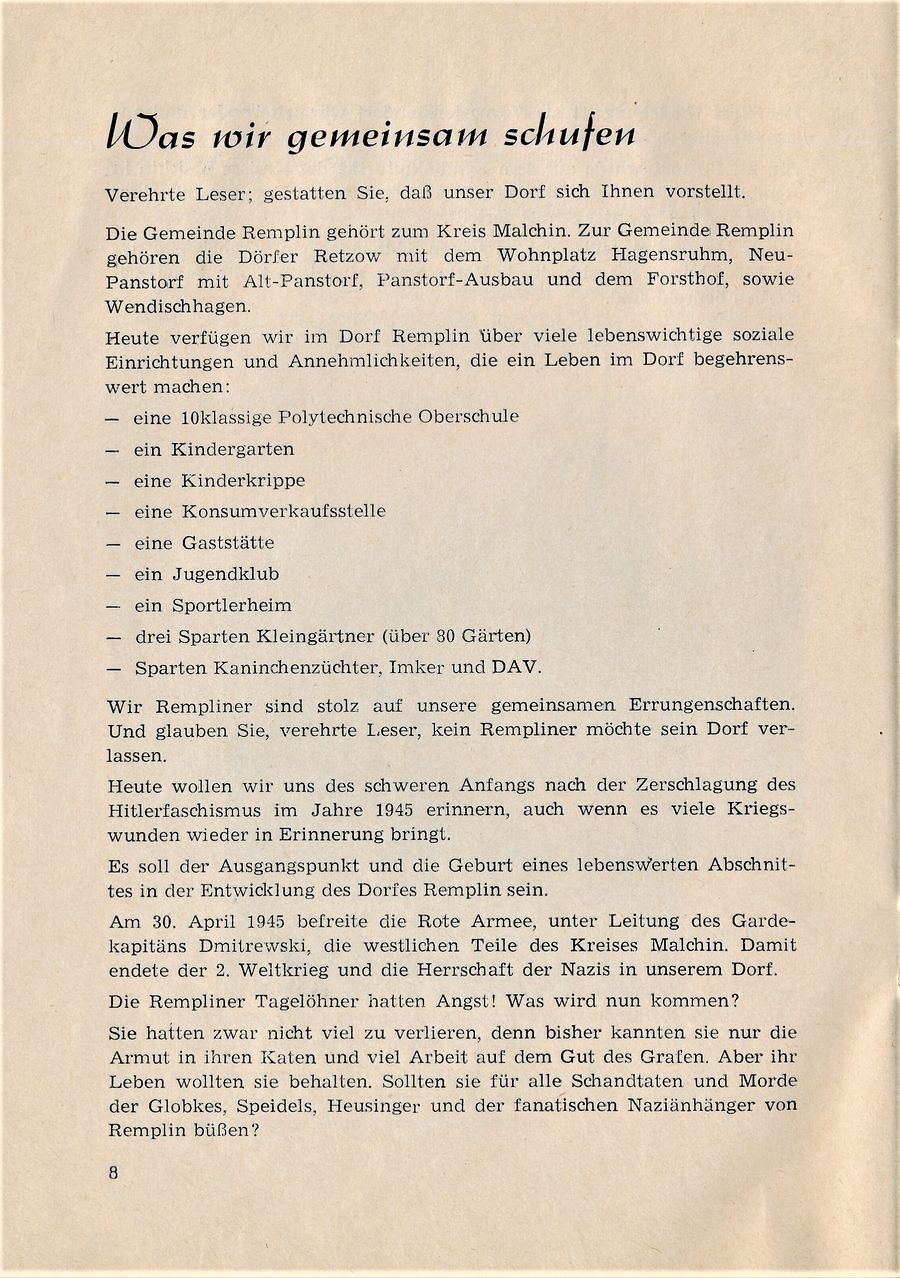 Was wir gemeinsam schufen
Verehrte Leser; gestatten Sie, daß unser Dorf sich Ihnen vorstellt.
Die Gemeinde Remplin gehört zum Kreis Malchin. Zur Gemeinde Remplin
gehören die Dörfer Retzow mit dem Wohnplatz Hagensruhm, Neu-
Panstorf mit Alt-Panstorf, Panstorf-Ausbau und dem Forsthof, sowie
Wendischhagen.
Heute verfügen wir im Dorf Remplin über viele lebenswichtige soziale
Einrichtungen und Annehmlichkeiten, die ein Leben im Dorf begehrens-
wert machen:
— eine 10klassige Polytechnische Oberschule
— ein Kindergarten
— eine Kinderkrippe
— eine Konsumverkaufsstelle
— eine Gaststätte
— ein Jugendklub
— ein Sportlerheim
— drei Sparten Kleingärtner (über 80 Gärten)
— Sparten Kaninchenzüchter, Imker und DAV.
Wir Rempliner sind stolz auf unsere gemeinsamen Errungenschaften.
Und glauben Sie, verehrte Leser, kein Rempliner möchte sein Dorf ver-
lassen.
Heute wollen wir uns des schweren Anfangs nach der Zerschlagung des
Hitlerfaschismus im Jahre 1945 erinnern, auch wenn es viele Kriegs-
wunden wieder in Erinnerung bringt.
Es soll der Ausgangspunkt und die Geburt eines lebenswerten Abschnit-
tes in der Entwicklung des Dorfes Remplin sein.
Am 30. April 1945 befreite die Rote Armee, unter Leitung des Garde-
kapitäns Dmitrewski, die westlichen Teile des Kreises Malchin. Damit
endete der 2. Weltkrieg und die Herrschaft der Nazis in unserem Dorf.
Die Rempliner Tagelöhner hatten Angst! Was wird nun kommen?
Sie hatten zwar nicht viel zu verlieren, denn bisher kannten sie nur die
Armut in ihren Katen und viel Arbeit auf dem Gut des Grafen. Aber ihr
Leben wollten sie behalten. Sollten sie für alle Schandtaten und Morde
der Globkes, Speidels, Heusinger und der fanatischen Naziänhänger von
Remplin büßen?
8